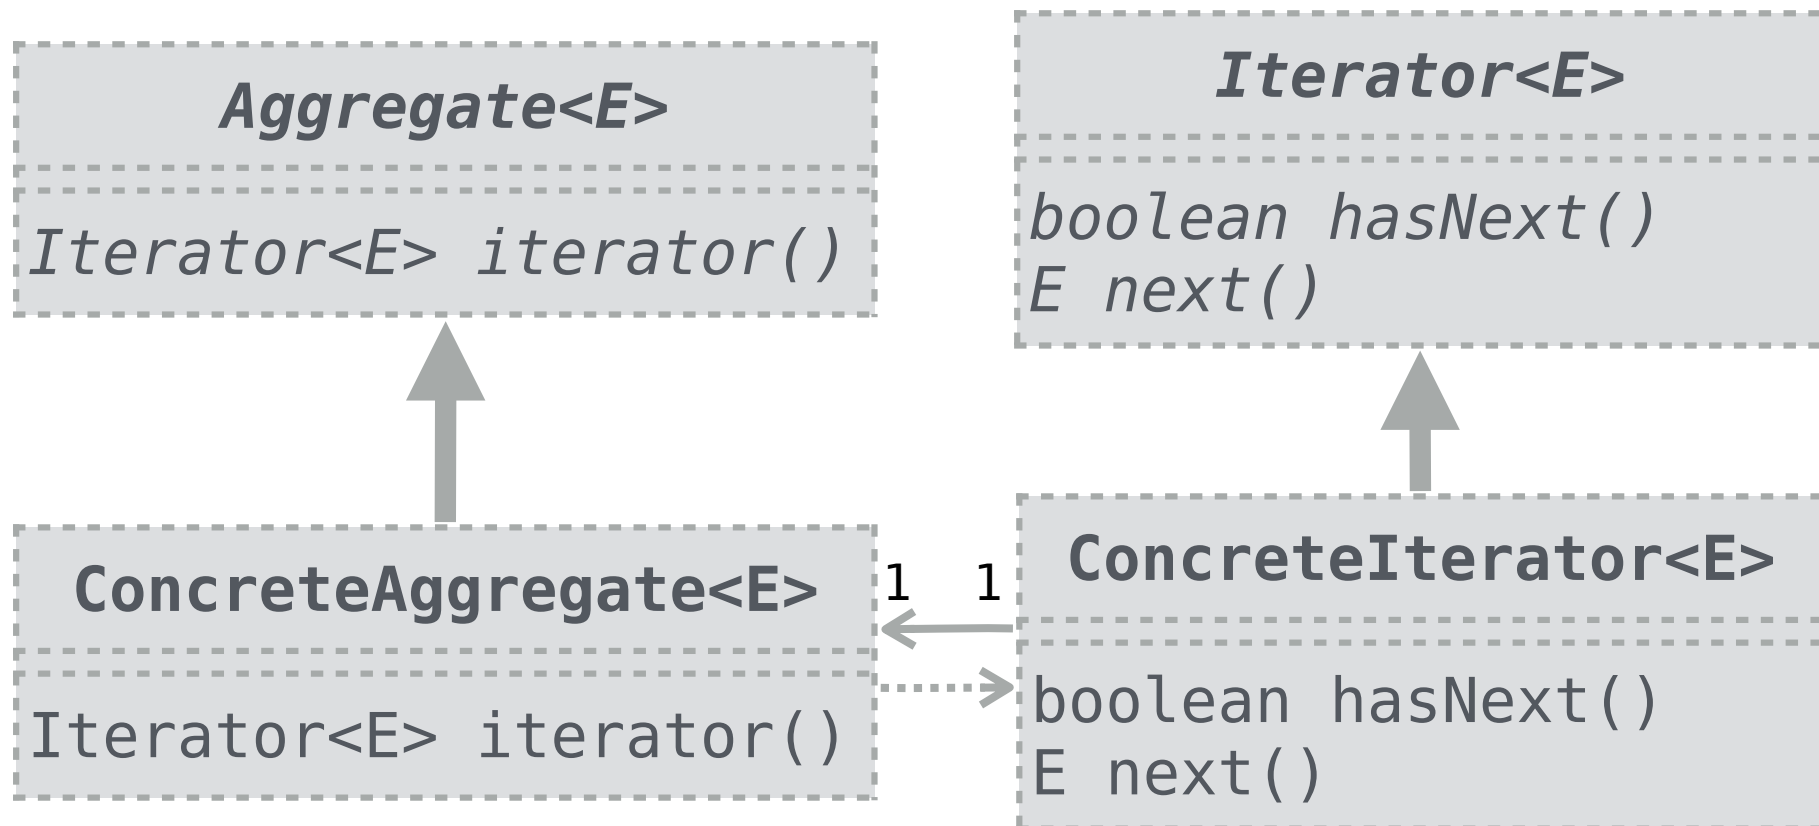 Aggregate<E>
Iterator<E> iterator()
Iterator<E>
boolean hasNext()
E next()
ConcreteAggregate<E>
Iterator<E> iterator()
1 1
ConcreteIterator<E>
boolean hasNext()
E next()